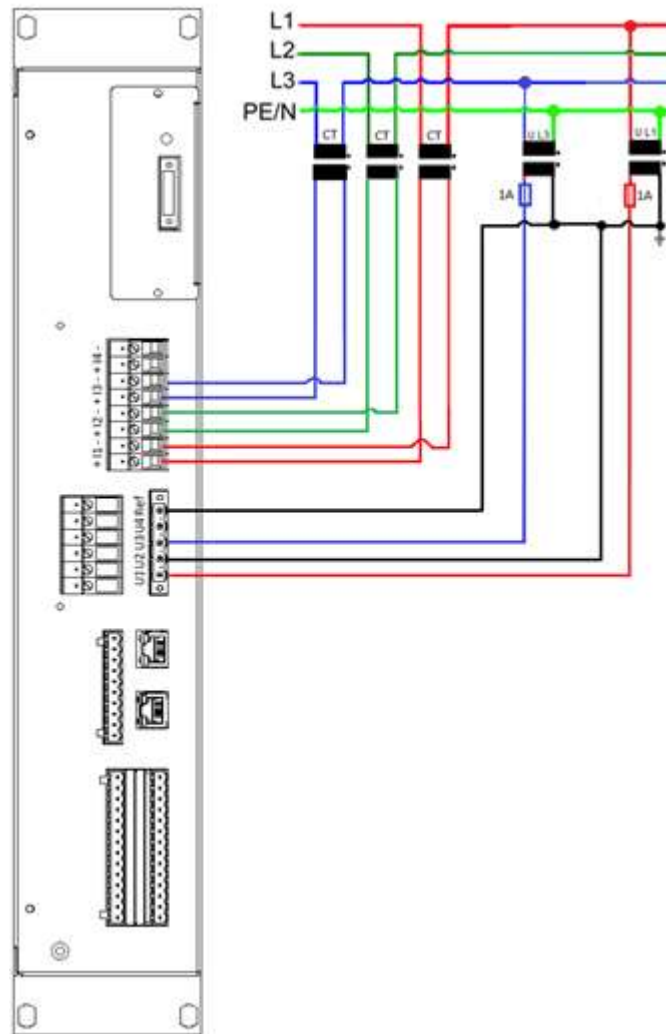 L1
L2
L3
PE/N
CT
CT
CT
U L3
U L1
1A
1A
+ I1 - + I2 - + I3 - + I4 -
U1 U2 U3 U4 Ref